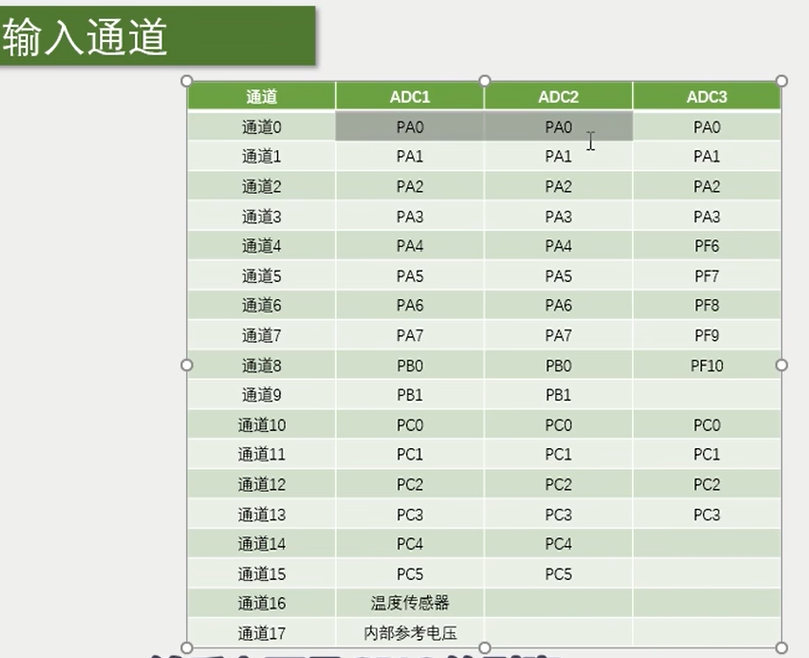 输入通道
通道 ADC1 ADC2 ADC3
通道0 PA0 PA0 PA0
通道1 PA1 PA1 PA1
通道2 PA2 PA2 PA2
通道3 PA3 PA3 PA3
通道4 PA4 PA4 PF6
通道5 PA5 PA5 PF7
通道6 PA6 PA6 PF8
通道7 PA7 PA7 PF9
通道8 PB0 PB0 PF10
通道9 PB1 PB1
通道10 PC0 PC0 PC0
通道11 PC1 PC1 PC1
通道12 PC2 PC2 PC2
通道13 PC3 PC3 PC3
通道14 PC4 PC4
通道15 PC5 PC5
通道16 温度传感器
通道17 内部参考电压